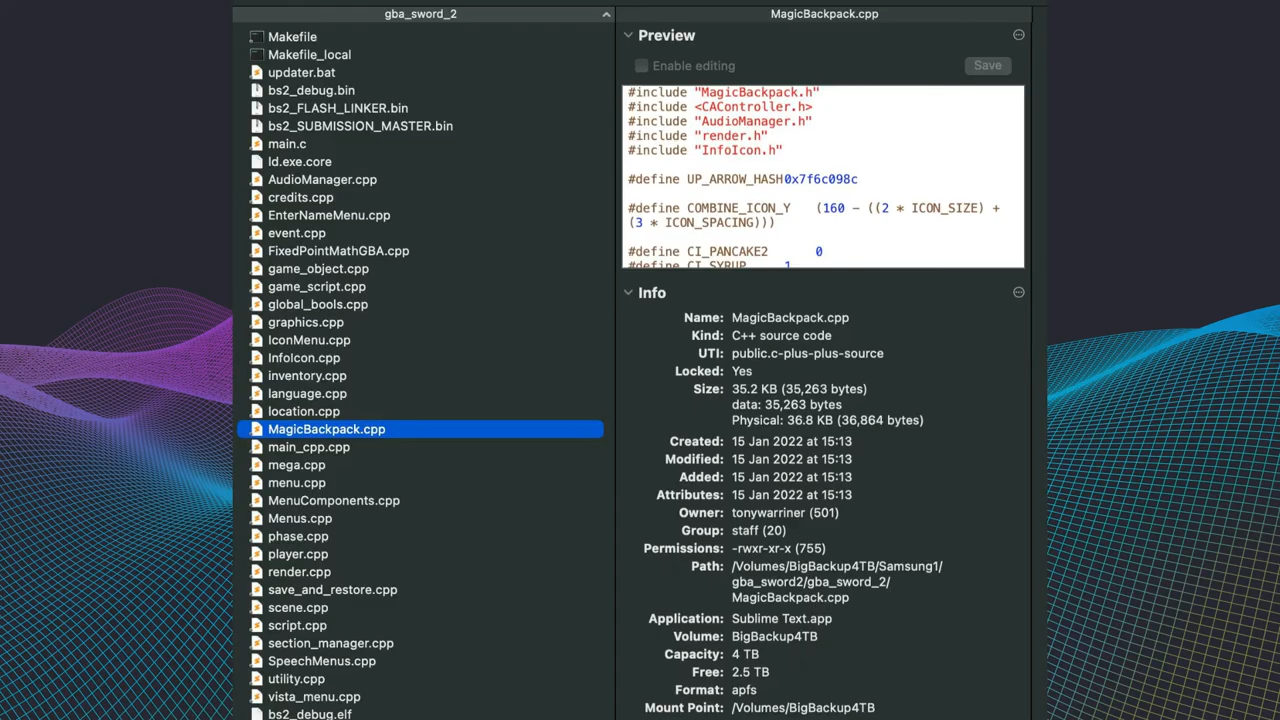 gba_sword_2
Makefile
Makefile_local
updater.bat
bs2_debug.bin
bs2_FLASH_LINKER.bin
bs2_SUBMISSION_MASTER.bin
main.c
ld.exe.core
AudioManager.cpp
credits.cpp
EnterNameMenu.cpp
event.cpp
FixedPointMathGBA.cpp
game_object.cpp
game_script.cpp
global_bools.cpp
graphics.cpp
IconMenu.cpp
InfoIcon.cpp
inventory.cpp
language.cpp
location.cpp
MagicBackpack.cpp
main_cpp.cpp
mega.cpp
menu.cpp
MenuComponents.cpp
Menus.cpp
phase.cpp
player.cpp
render.cpp
save_and_restore.cpp
scene.cpp
script.cpp
section_manager.cpp
SpeechMenus.cpp
utility.cpp
vista_menu.cpp
bs2_debug.elf
MagicBackpack.cpp
Preview
Enable editing Save
#include "MagicBackpack.h"
#include <CAController.h>
#include "AudioManager.h"
#include "render.h"
#include "InfoIcon.h"
#define UP_ARROW_HASH0x7f6c098c
#define COMBINE_ICON_Y (160 - ((2 * ICON_SIZE) +
(3 * ICON_SPACING)))
#define CI_PANCAKE2 0
#define CI_SYRUP 1
Info
Name: MagicBackpack.cpp
Kind: C++ source code
UTI: public.c-plus-plus-source
Locked: Yes
Size: 35.2 KB (35,263 bytes)
data: 35,263 bytes
Physical: 36.8 KB (36,864 bytes)
Created: 15 Jan 2022 at 15:13
Modified: 15 Jan 2022 at 15:13
Added: 15 Jan 2022 at 15:13
Attributes: 15 Jan 2022 at 15:13
Owner: tonywarriner (501)
Group: staff (20)
Permissions: -rwxr-xr-x (755)
Path: /Volumes/BigBackup4TB/Samsung1/
gba_sword2/gba_sword_2/
MagicBackpack.cpp
Application: Sublime Text.app
Volume: BigBackup4TB
Capacity: 4 TB
Free: 2.5 TB
Format: apfs
Mount Point: /Volumes/BigBackup4TB